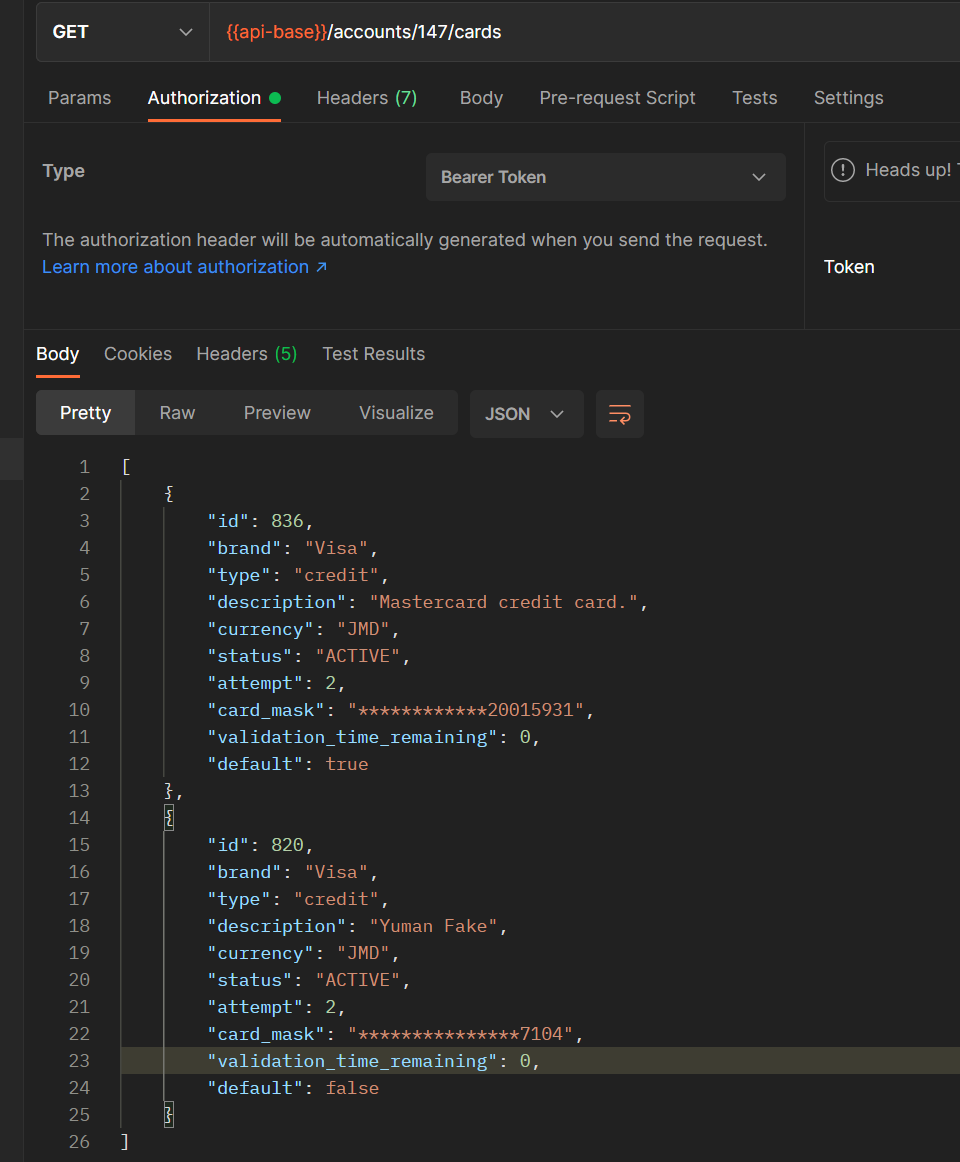 GET {{api-base}}/accounts/147/cards
Params Authorization Headers (7) Body Pre-request Script Tests Settings
Type Bearer Token
The authorization header will be automatically generated when you send the request.
Learn more about authorization ↗
Heads up!
Token
Body Cookies Headers (5) Test Results
Pretty Raw Preview Visualize JSON
1 [
2 {
3 "id": 836,
4 "brand": "Visa",
5 "type": "credit",
6 "description": "Mastercard credit card.",
7 "currency": "JMD",
8 "status": "ACTIVE",
9 "attempt": 2,
10 "card_mask": "************20015931",
11 "validation_time_remaining": 0,
12 "default": true
13 },
14 {
15 "id": 820,
16 "brand": "Visa",
17 "type": "credit",
18 "description": "Yuman Fake",
19 "currency": "JMD",
20 "status": "ACTIVE",
21 "attempt": 2,
22 "card_mask": "***************7104",
23 "validation_time_remaining": 0,
24 "default": false
25 }
26 ]